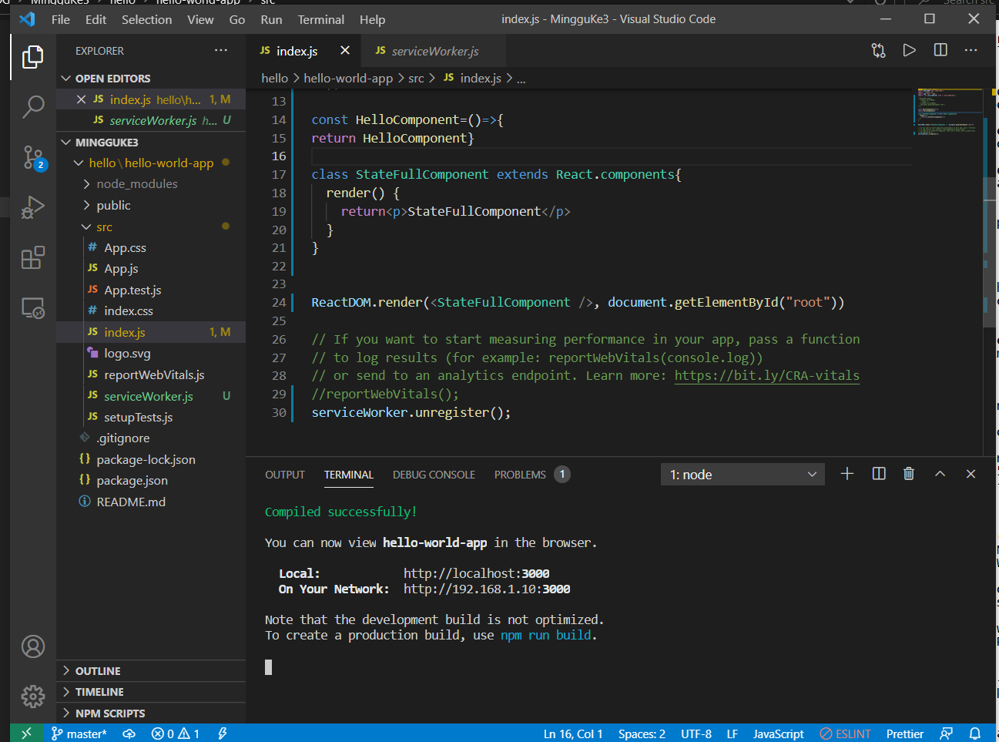 File Edit Selection View Go Run Terminal Help index.js - MingguKe3 - Visual Studio Code
EXPLORER
JS index.js
JS serviceWorker.js
hello > hello-world-app > src > JS index.js > ...
OPEN EDITORS
JS index.js hello\h... 1, M
JS serviceWorker.js h... U
MINGGUKE3
hello \ hello-world-app
node_modules
public
src
# App.css
JS App.js
JS App.test.js
# index.css
JS index.js 1, M
logo.svg
JS reportWebVitals.js
JS serviceWorker.js U
JS setupTests.js
.gitignore
{} package-lock.json
{} package.json
README.md
OUTLINE
TIMELINE
NPM SCRIPTS
2
13
14 const HelloComponent=()=>{
15 return HelloComponent}
16
17 class StateFullComponent extends React.components{
18 render() {
19 return<p>StateFullComponent</p>
20 }
21 }
22
23
24 ReactDOM.render(<StateFullComponent />, document.getElementById("root"))
25
26 // If you want to start measuring performance in your app, pass a function
27 // to log results (for example: reportWebVitals(console.log))
28 // or send to an analytics endpoint. Learn more: https://bit.ly/CRA-vitals
29 //reportWebVitals();
30 serviceWorker.unregister();
OUTPUT TERMINAL DEBUG CONSOLE PROBLEMS 1 1: node
Compiled successfully!
You can now view hello-world-app in the browser.
Local: http://localhost:3000
On Your Network: http://192.168.1.10:3000
Note that the development build is not optimized.
To create a production build, use npm run build.
master* 0 1 Ln 16, Col 1 Spaces: 2 UTF-8 LF JavaScript ESLINT Prettier